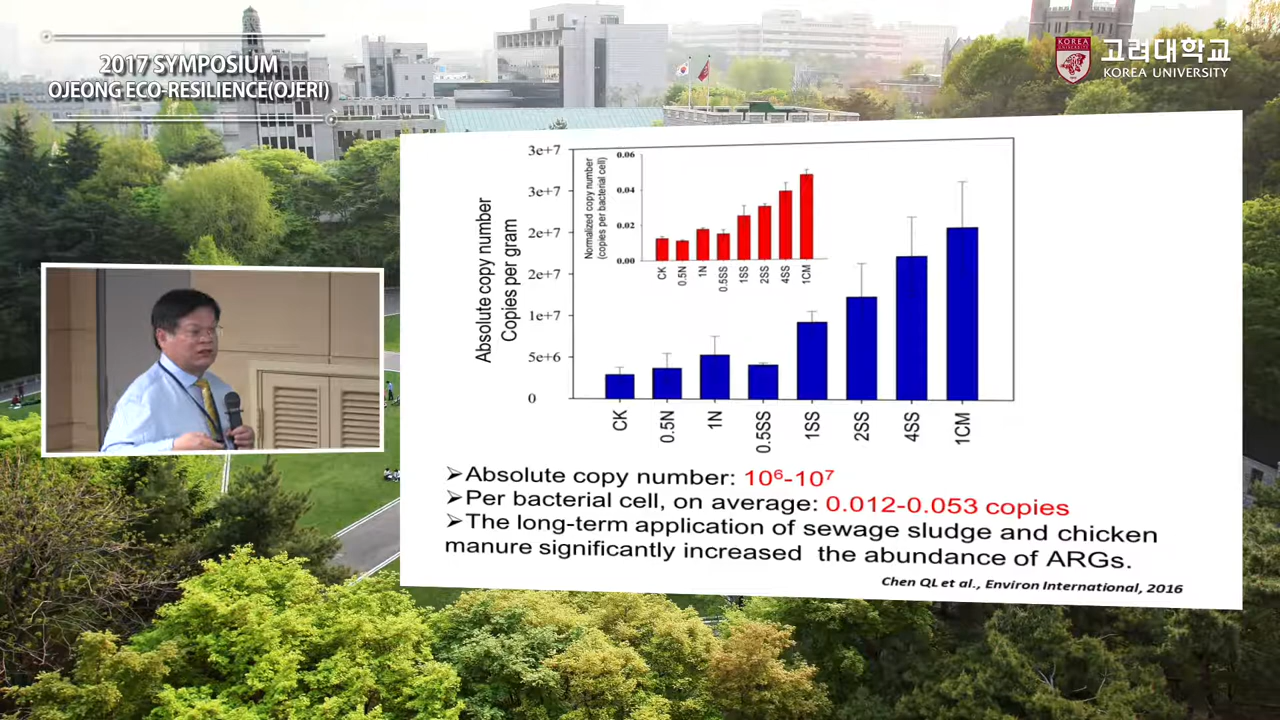 2017 SYMPOSIUM
OJEONG ECO-RESILIENCE(OJERI)
고려대학교
KOREA UNIVERSITY
KOREA
Absolute copy number
Copies per gram
3e+7
3e+7
2e+7
2e+7
1e+7
5e+6
0
Normalized copy number
(copies per bacterial cell)
0.06
0.04
0.02
0.00
CK
0.5N
1N
0.5SS
1SS
2SS
4SS
1CM
CK
0.5N
1N
0.5SS
1SS
2SS
4SS
1CM
➢Absolute copy number: 10⁶-10⁷
➢Per bacterial cell, on average: 0.012-0.053 copies
➢The long-term application of sewage sludge and chicken
manure significantly increased the abundance of ARGs.
Chen QL et al., Environ International, 2016